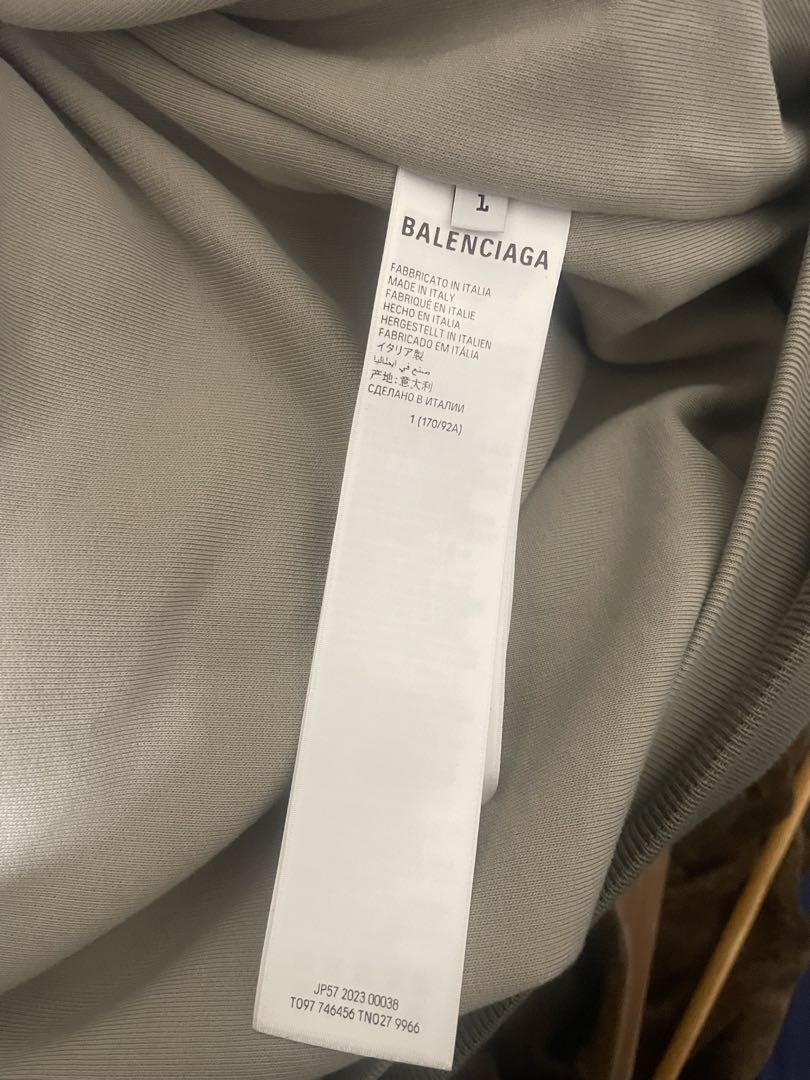 1
BALENCIAGA
FABBRICATO IN ITALIA
MADE IN ITALY
FABRIQUÉ EN ITALIE
HECHO EN ITALIA
HERGESTELLT IN ITALIEN
FABRICADO EM ITÁLIA
イタリア製
صنع في ايطاليا
产地:意大利
СДЕЛАНО В ИТАЛИИ
1 (170/92A)
JP57 2023 00038
TO97 746456 TNO27 9966